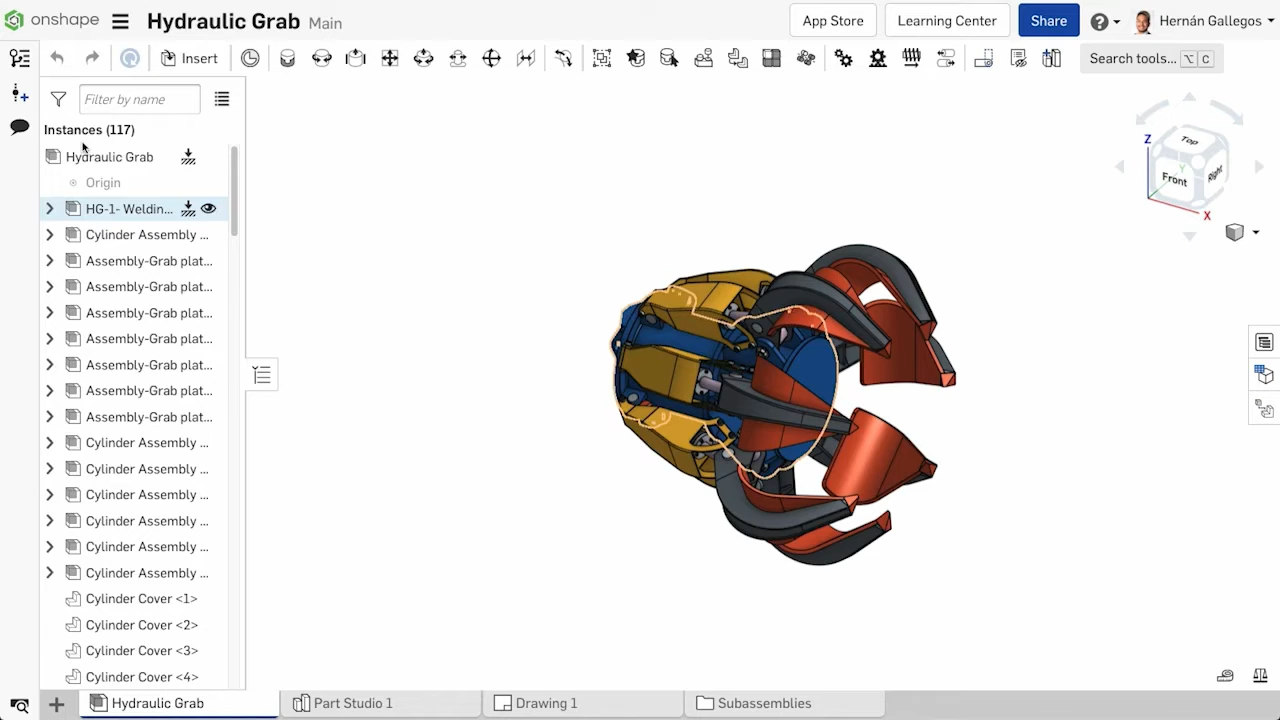 onshape Hydraulic Grab Main App Store Learning Center Share Hernán Gallegos
Insert Search tools... ⌥ C
Filter by name
Instances (117)
Hydraulic Grab
Origin
HG-1- Weldin...
Cylinder Assembly ...
Assembly-Grab plat...
Assembly-Grab plat...
Assembly-Grab plat...
Assembly-Grab plat...
Assembly-Grab plat...
Assembly-Grab plat...
Assembly-Grab plat...
Cylinder Assembly ...
Cylinder Assembly ...
Cylinder Assembly ...
Cylinder Assembly ...
Cylinder Assembly ...
Cylinder Assembly ...
Cylinder Cover <1>
Cylinder Cover <2>
Cylinder Cover <3>
Cylinder Cover <4>
Z
Top
Y
Front
Right
X
Hydraulic Grab Part Studio 1 Drawing 1 Subassemblies